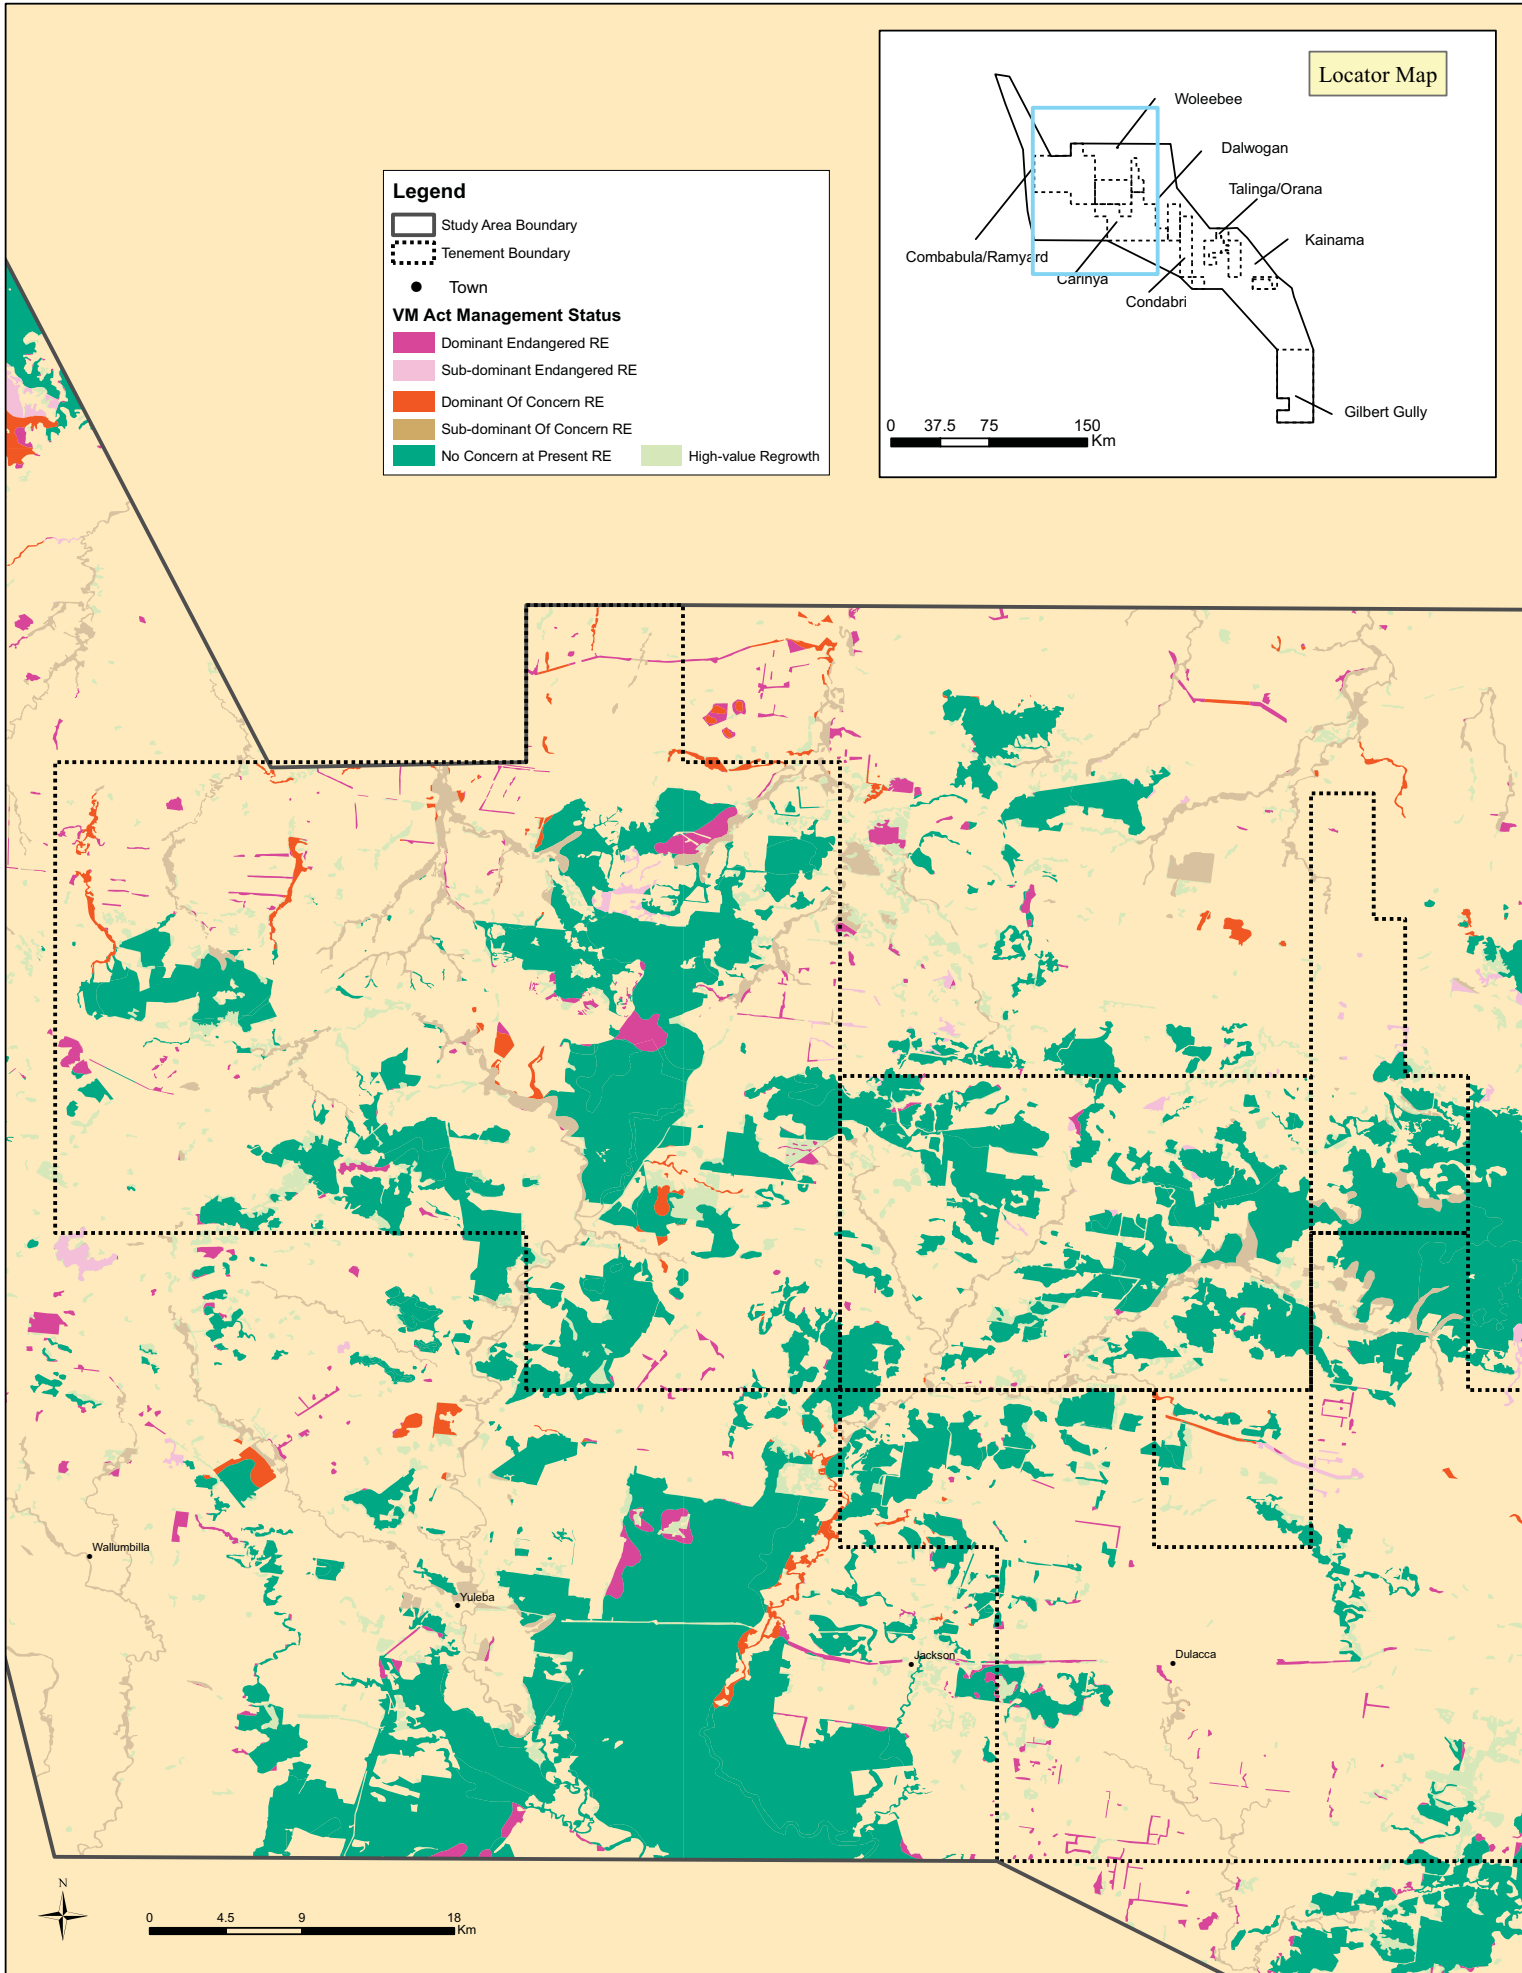 Locator Map
Woleebee
Dalwogan
Talinga/Orana
Kainama
Combabula/Ramyard
Carinya
Condabri
Gilbert Gully
0 37.5 75 150
Km
Legend
Study Area Boundary
Tenement Boundary
Town
VM Act Management Status
Dominant Endangered RE
Sub-dominant Endangered RE
Dominant Of Concern RE
Sub-dominant Of Concern RE
No Concern at Present RE High-value Regrowth
Wallumbilla
Yuleba
Jackson
Dulacca
N
0 4.5 9 18
Km